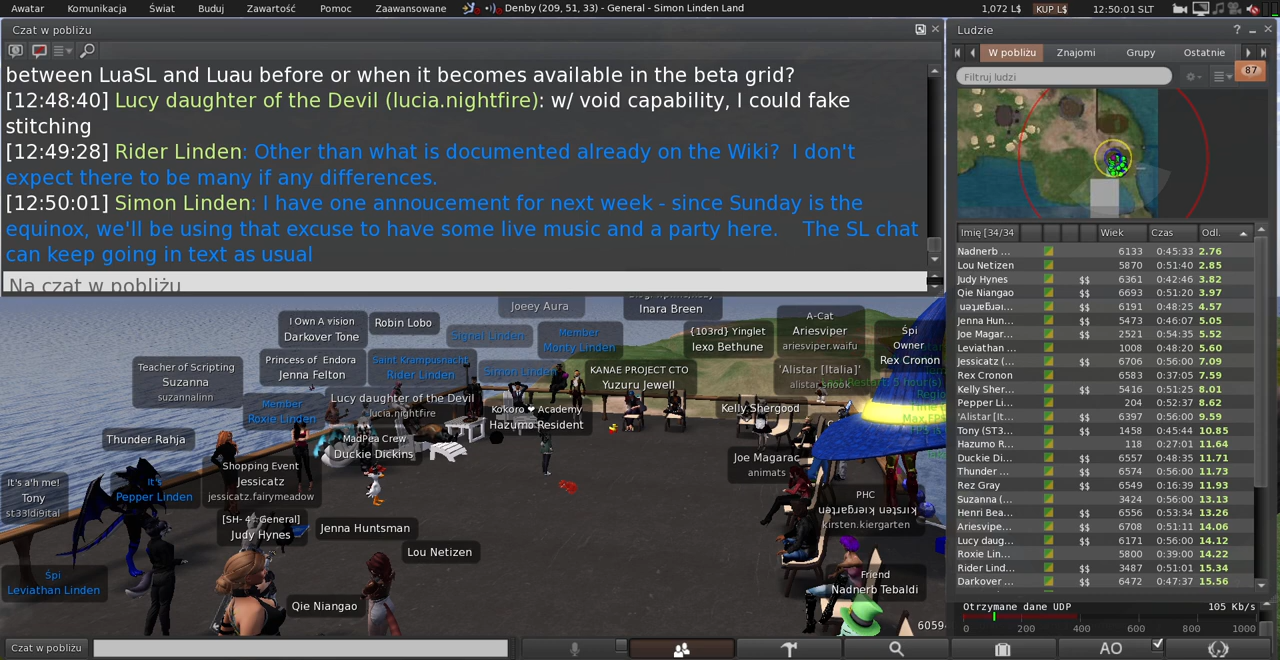 Awatar Komunikacja Świat Buduj Zawartość Pomoc Zaawansowane Denby (209, 51, 33) - General - Simon Linden Land 1,072 L$ KUP L$ 12:50:01 SLT
Czat w pobliżu
between LuaSL and Luau before or when it becomes available in the beta grid?
[12:48:40] Lucy daughter of the Devil (lucia.nightfire): w/ void capability, I could fake
stitching
[12:49:28] Rider Linden: Other than what is documented already on the Wiki? I don't
expect there to be many if any differences.
[12:50:01] Simon Linden: I have one annoucement for next week - since Sunday is the
equinox, we'll be using that excuse to have some live music and a party here. The SL chat
can keep going in text as usual
Na czat w pobliżu
Joeey Aura
Inara Breen
I Own A vision
Darkover Tone
Robin Lobo
Signal Linden
Member
Monty Linden
{103rd} Yinglet
Iexo Bethune
A-Cat
Ariesviper
ariesviper.waifu
Śpi
Owner
Rex Cronon
Teacher of Scripting
Suzanna
suzannalinn
Princess of Endora
Jenna Felton
Saint Krampusnacht
Rider Linden
Simon Linden
KANAE PROJECT CTO
Yuzuru Jewell
'Alistar [Italia]'
alistar.snook
Member
Roxie Linden
Lucy daughter of the Devil
lucia.nightfire
Kokoro ❤ Academy
Hazumo Resident
Kelly Shergood
Thunder Rahja
MadPea Crew
Duckie Dickins
Joe Magarac
animats
It's a'h me!
Tony
st33ldi9ital
It's
Pepper Linden
Shopping Event
Jessicatz
jessicatz.fairymeadow
PHC
kirsten.kiergarten
[SH- 4☆General]
Judy Hynes
Jenna Huntsman
Lou Netizen
Śpi
Leviathan Linden
Qie Niangao
Friend
Nadnerb Tebaldi
6059
Czat w pobliżu
Ludzie
W pobliżu Znajomi Grupy Ostatnie
Filtruj ludzi
87
Imię [34/34 Wiek Czas Odl.
Nadnerb ... 6133 0:45:33 2.76
Lou Netizen 5870 0:51:40 2.85
Judy Hynes $$ 6361 0:42:46 3.82
Qie Niangao $$ 6693 0:51:20 3.97
$$ 6191 0:48:25 4.57
Jenna Hun... $$ 5473 0:46:07 5.05
Joe Magar... $$ 2521 0:54:35 5.52
Leviathan ... 1008 0:48:20 5.60
Jessicatz (... $$ 6706 0:56:00 7.09
Rex Cronon 6583 0:37:05 7.59
Kelly Sher... $$ 5416 0:51:25 8.01
Pepper Li... 204 0:52:37 8.62
'Alistar [It... $$ 6397 0:56:00 9.59
Tony (ST3... $$ 1458 0:45:44 10.85
Hazumo R... 118 0:27:01 11.64
Duckie Di... $$ 6557 0:48:35 11.71
Thunder ... $$ 6574 0:56:00 11.73
Rez Gray $$ 6549 0:16:39 11.93
Suzanna (... 3424 0:56:00 13.13
Henri Bea... $$ 6556 0:53:34 13.26
Ariesvipe... $$ 6708 0:51:11 14.06
Lucy daug... $$ 6171 0:56:00 14.12
Roxie Lin... 5800 0:39:00 14.22
Rider Lind... $$ 3487 0:51:01 15.34
Darkover ... $$ 6472 0:47:37 15.56
Otrzymane dane UDP 105 Kb/s
0 200 400 600 800 1000
AO